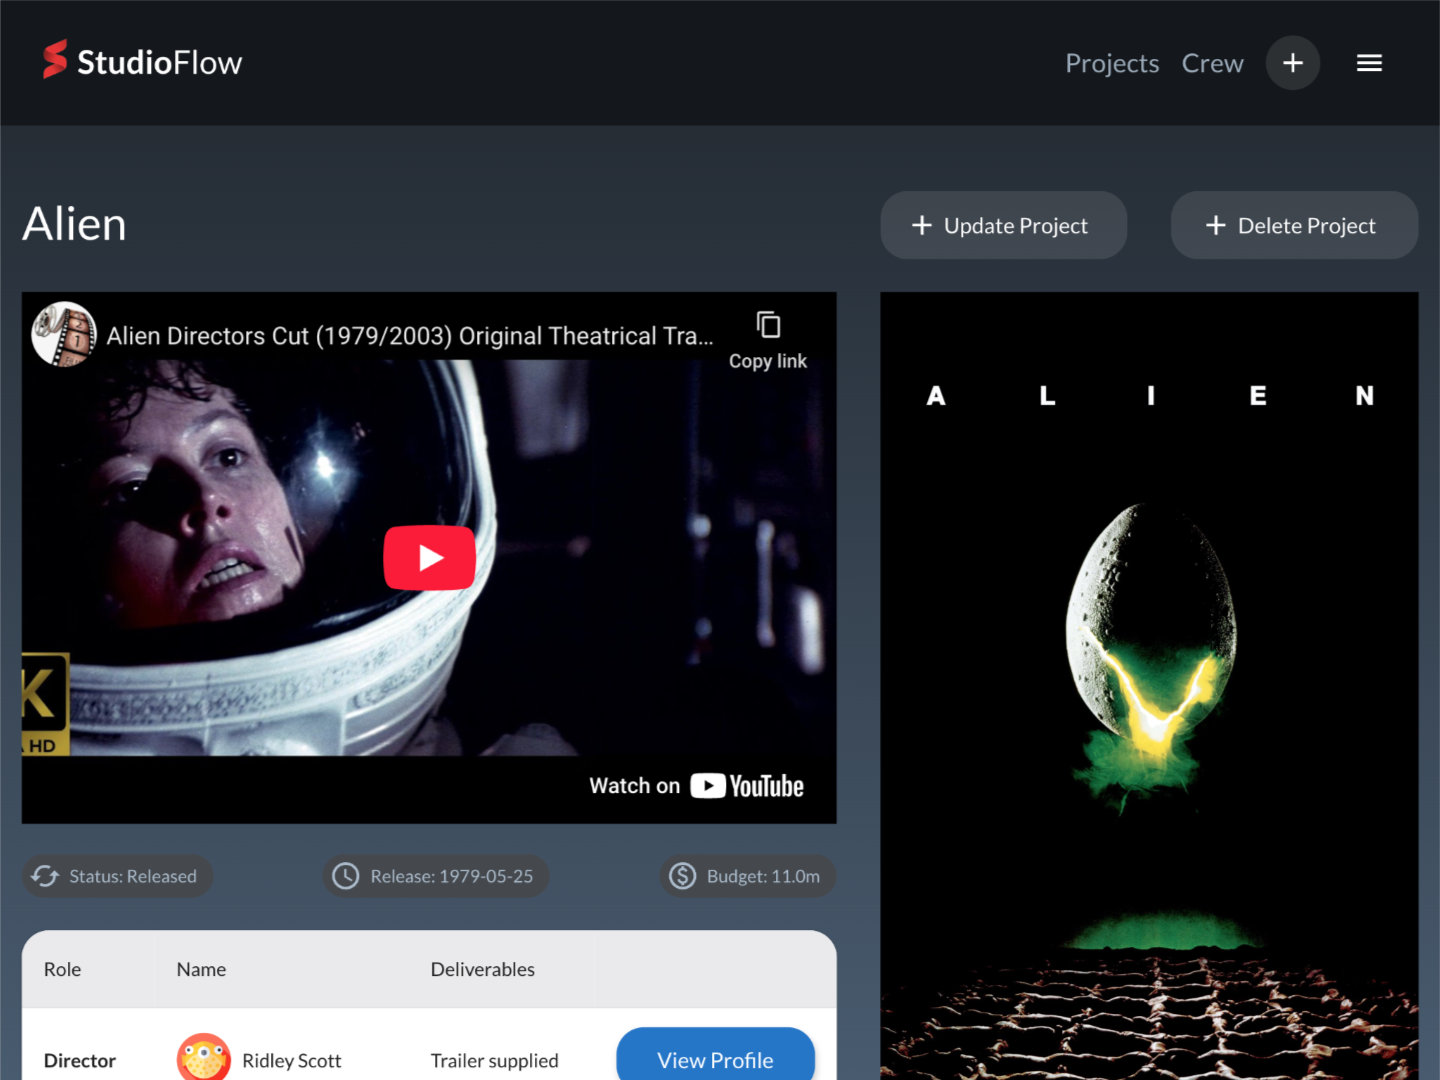 StudioFlow
Projects Crew
Alien
Update Project
Delete Project
Alien Directors Cut (1979/2003) Original Theatrical Tra...
Copy link
K
HD
Watch on YouTube
A L I E N
Status: Released
Release: 1979-05-25
Budget: 11.0m
Role Name Deliverables
Director Ridley Scott Trailer supplied View Profile